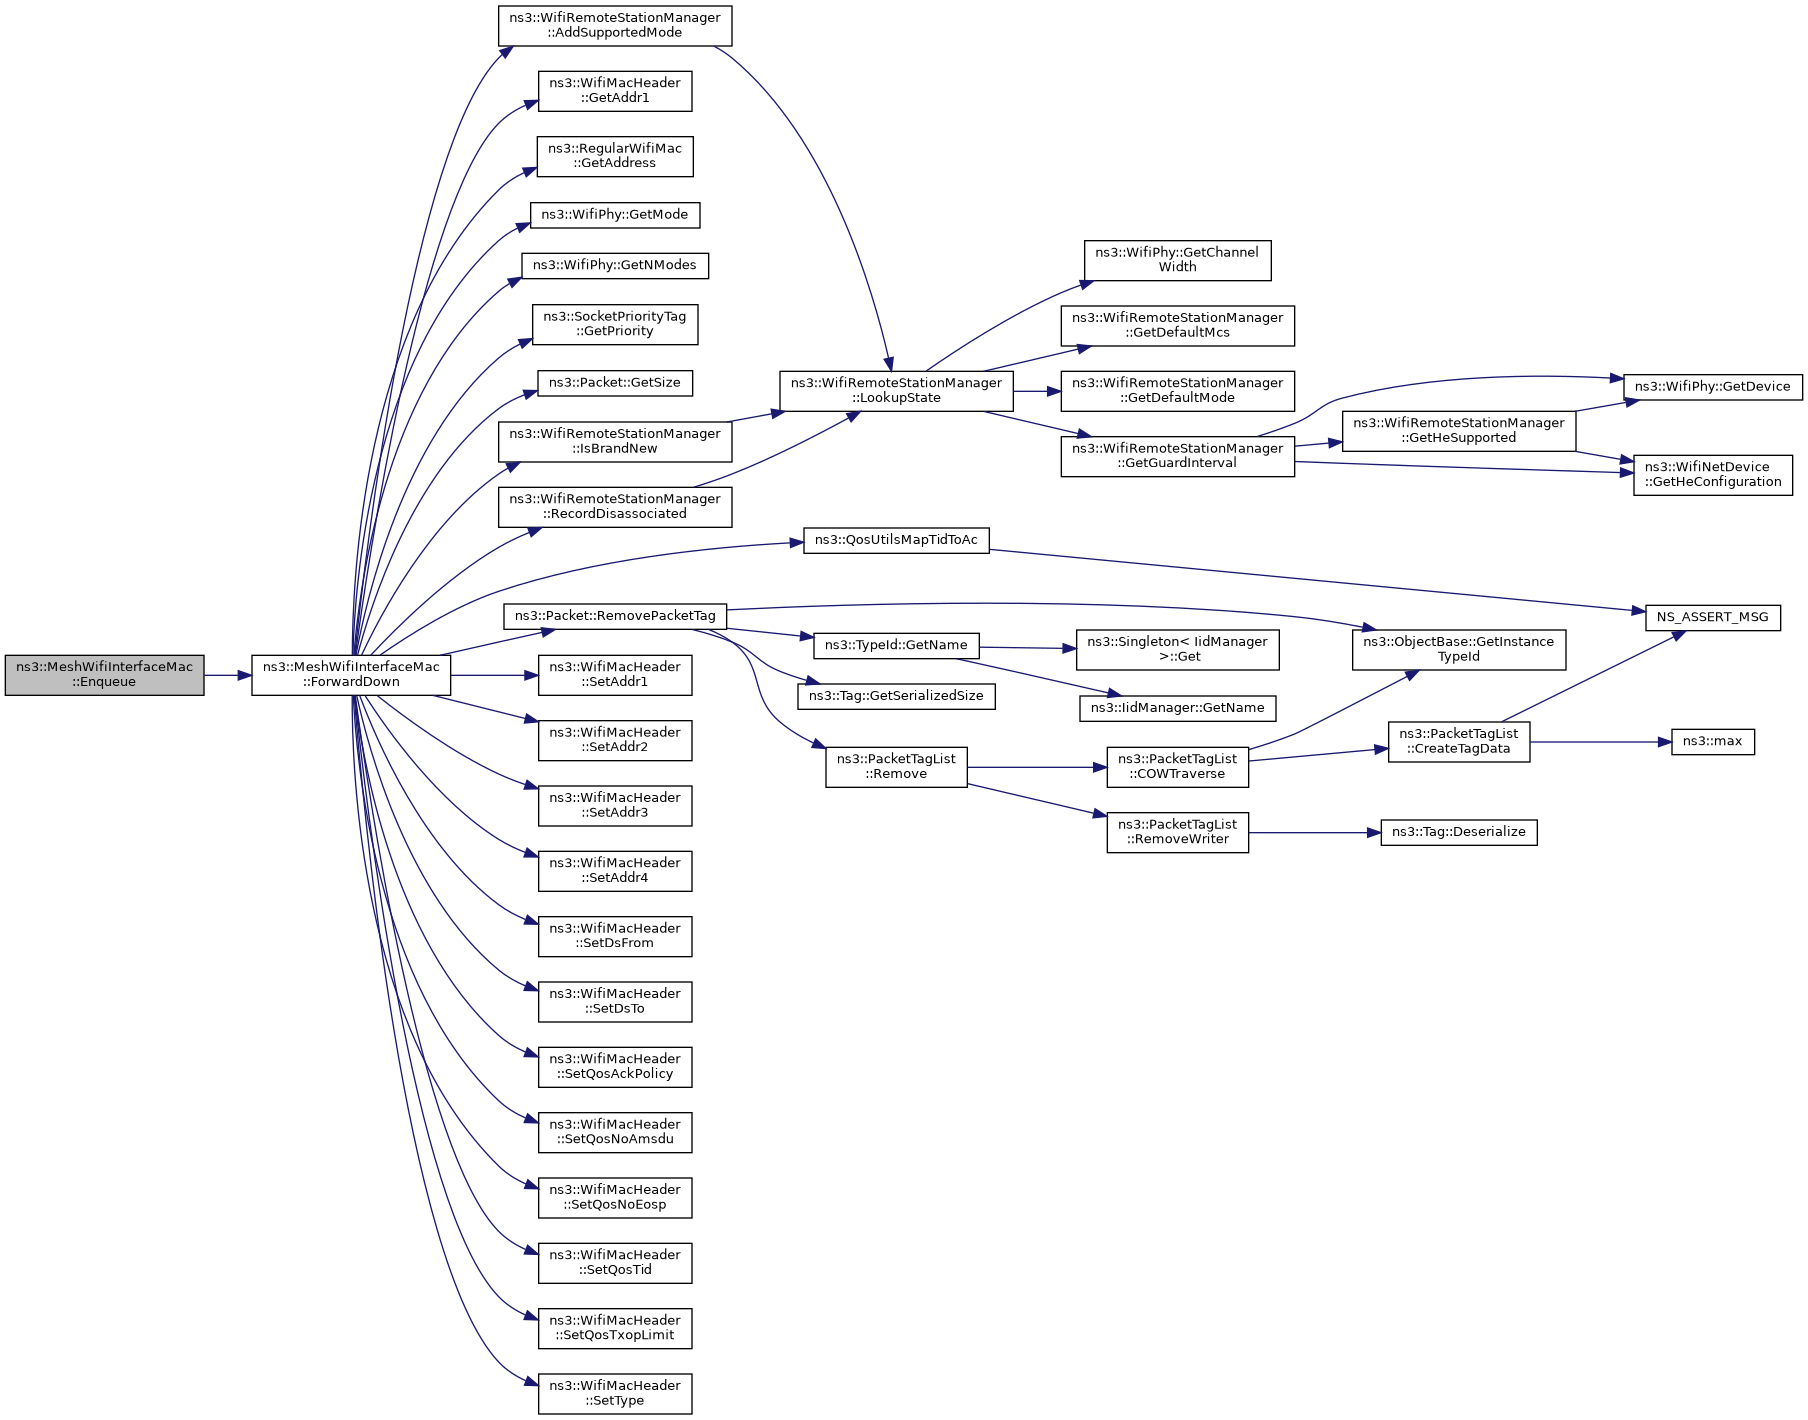 ns3::MeshWifiInterfaceMac
::Enqueue
ns3::MeshWifiInterfaceMac
::ForwardDown
ns3::WifiRemoteStationManager
::AddSupportedMode
ns3::WifiMacHeader
::GetAddr1
ns3::RegularWifiMac
::GetAddress
ns3::WifiPhy::GetMode
ns3::WifiPhy::GetNModes
ns3::SocketPriorityTag
::GetPriority
ns3::Packet::GetSize
ns3::WifiRemoteStationManager
::IsBrandNew
ns3::WifiRemoteStationManager
::RecordDisassociated
ns3::Packet::RemovePacketTag
ns3::WifiMacHeader
::SetAddr1
ns3::WifiMacHeader
::SetAddr2
ns3::WifiMacHeader
::SetAddr3
ns3::WifiMacHeader
::SetAddr4
ns3::WifiMacHeader
::SetDsFrom
ns3::WifiMacHeader
::SetDsTo
ns3::WifiMacHeader
::SetQosAckPolicy
ns3::WifiMacHeader
::SetQosNoAmsdu
ns3::WifiMacHeader
::SetQosNoEosp
ns3::WifiMacHeader
::SetQosTid
ns3::WifiMacHeader
::SetQosTxopLimit
ns3::WifiMacHeader
::SetType
ns3::WifiRemoteStationManager
::LookupState
ns3::QosUtilsMapTidToAc
ns3::TypeId::GetName
ns3::Tag::GetSerializedSize
ns3::PacketTagList
::Remove
ns3::WifiPhy::GetChannel
Width
ns3::WifiRemoteStationManager
::GetDefaultMcs
ns3::WifiRemoteStationManager
::GetDefaultMode
ns3::WifiRemoteStationManager
::GetGuardInterval
ns3::Singleton< IidManager
>::Get
ns3::IidManager::GetName
ns3::PacketTagList
::COWTraverse
ns3::PacketTagList
::RemoveWriter
ns3::WifiRemoteStationManager
::GetHeSupported
ns3::ObjectBase::GetInstance
TypeId
ns3::PacketTagList
::CreateTagData
ns3::Tag::Deserialize
ns3::WifiPhy::GetDevice
ns3::WifiNetDevice
::GetHeConfiguration
NS_ASSERT_MSG
ns3::max